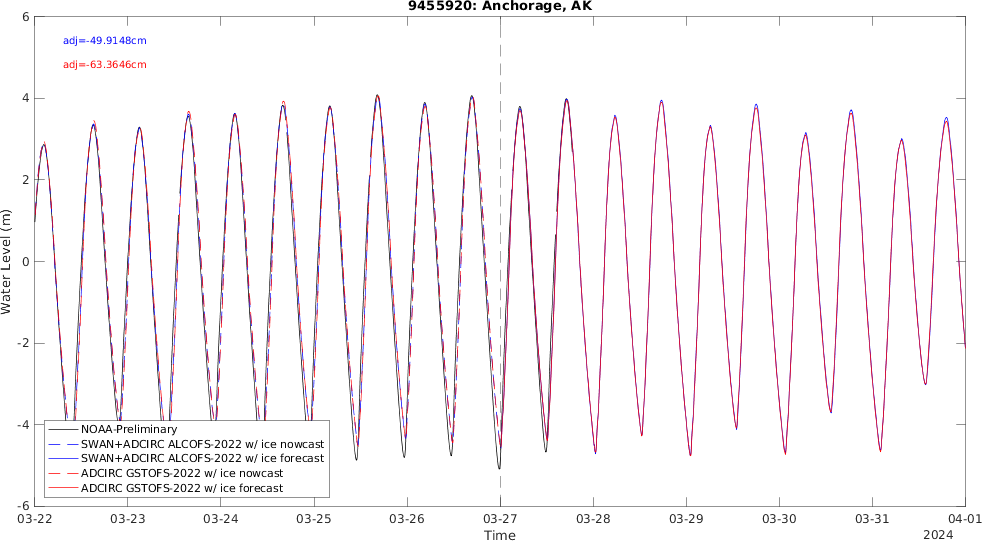 9455920: Anchorage, AK
adj=-49.9148cm
adj=-63.3646cm
Water Level (m)
6
4
2
0
-2
-4
-6
NOAA-Preliminary
SWAN+ADCIRC ALCOFS-2022 w/ ice nowcast
SWAN+ADCIRC ALCOFS-2022 w/ ice forecast
ADCIRC GSTOFS-2022 w/ ice nowcast
ADCIRC GSTOFS-2022 w/ ice forecast
03-22 03-23 03-24 03-25 03-26 03-27 03-28 03-29 03-30 03-31 04-01
Time
2024